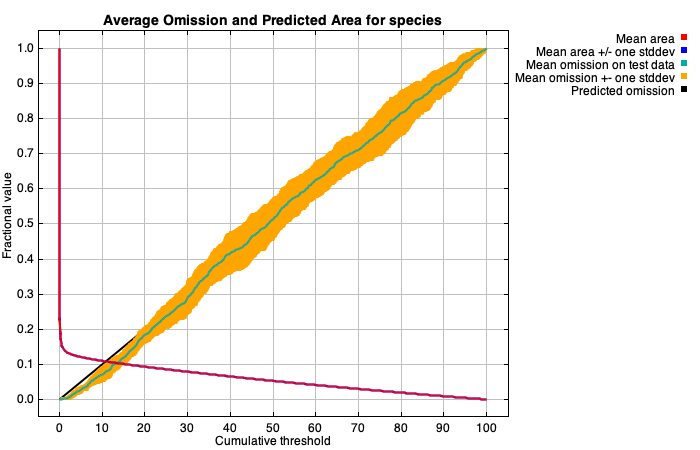 Average Omission and Predicted Area for species
Mean area
Mean area +/- one stddev
Mean omission on test data
Mean omission +- one stddev
Predicted omission
Fractional value
1.0
0.9
0.8
0.7
0.6
0.5
0.4
0.3
0.2
0.1
0.0
0 10 20 30 40 50 60 70 80 90 100
Cumulative threshold